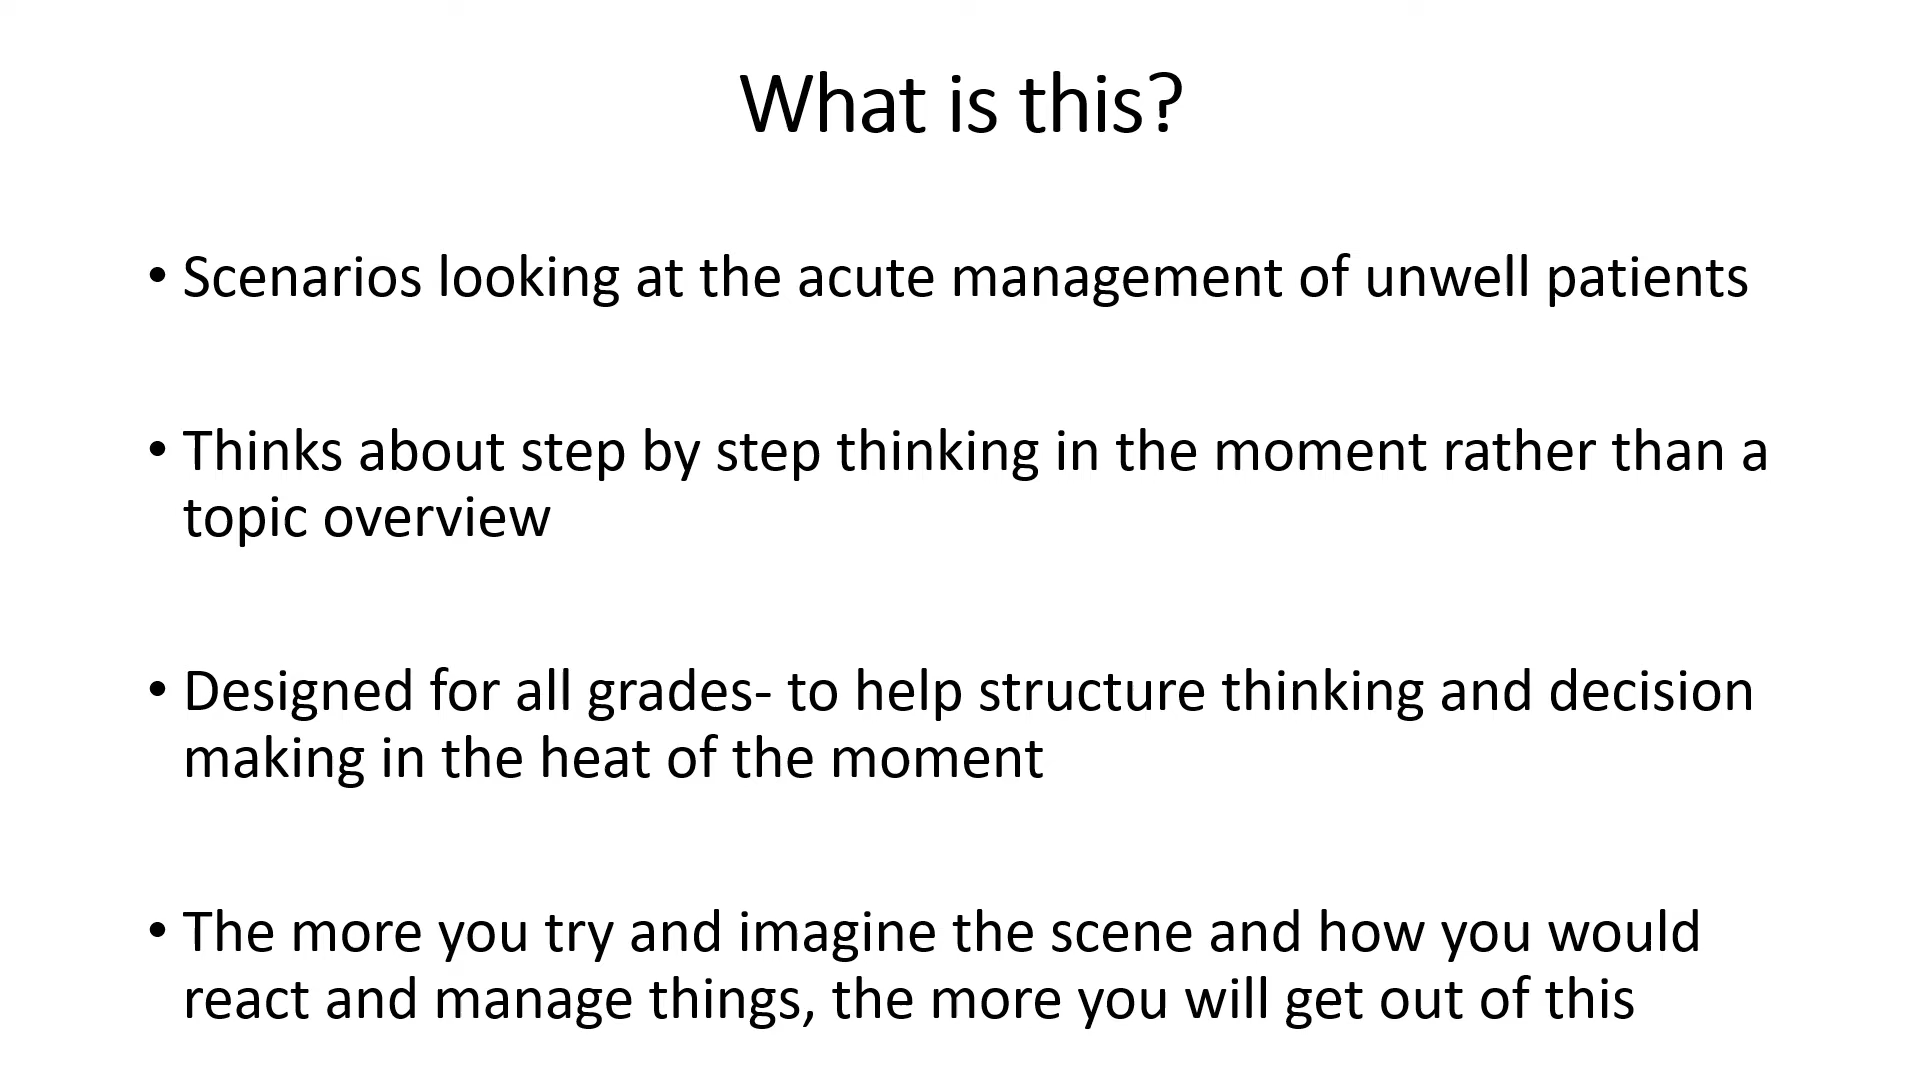 What is this?
• Scenarios looking at the acute management of unwell patients
• Thinks about step by step thinking in the moment rather than a
topic overview
• Designed for all grades- to help structure thinking and decision
making in the heat of the moment
• The more you try and imagine the scene and how you would
react and manage things, the more you will get out of this